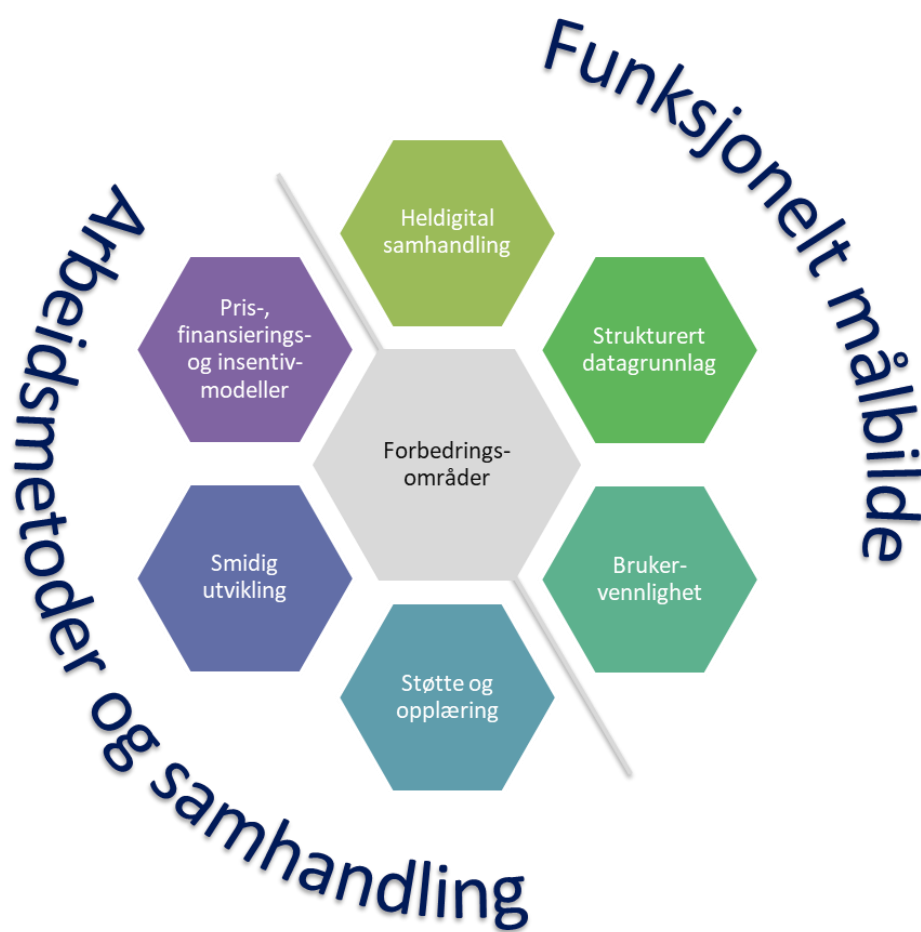 Funksjonelt målbilde
Heldigital
samhandling
Strukturert
datagrunnlag
Bruker-
vennlighet
Forbedrings-
områder
Arbeidsmetoder og samhandling
Pris-,
finansierings-
og insentiv-
modeller
Smidig
utvikling
Støtte og
opplæring